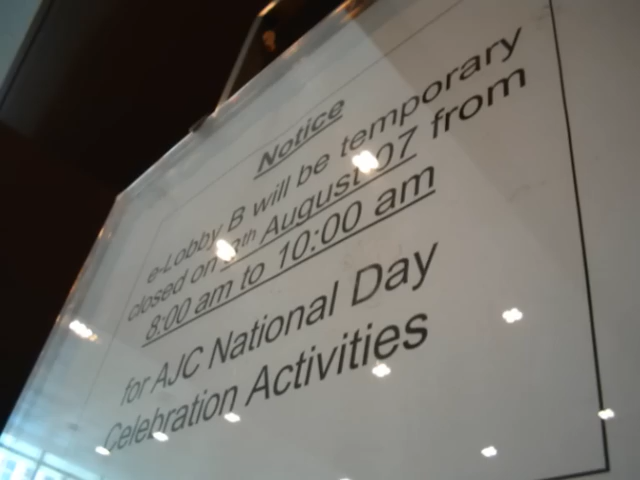 Notice
e-Lobby B will be temporary
closed on August 07 from
8:00 am to 10:00 am
for AJC National Day
Celebration Activities